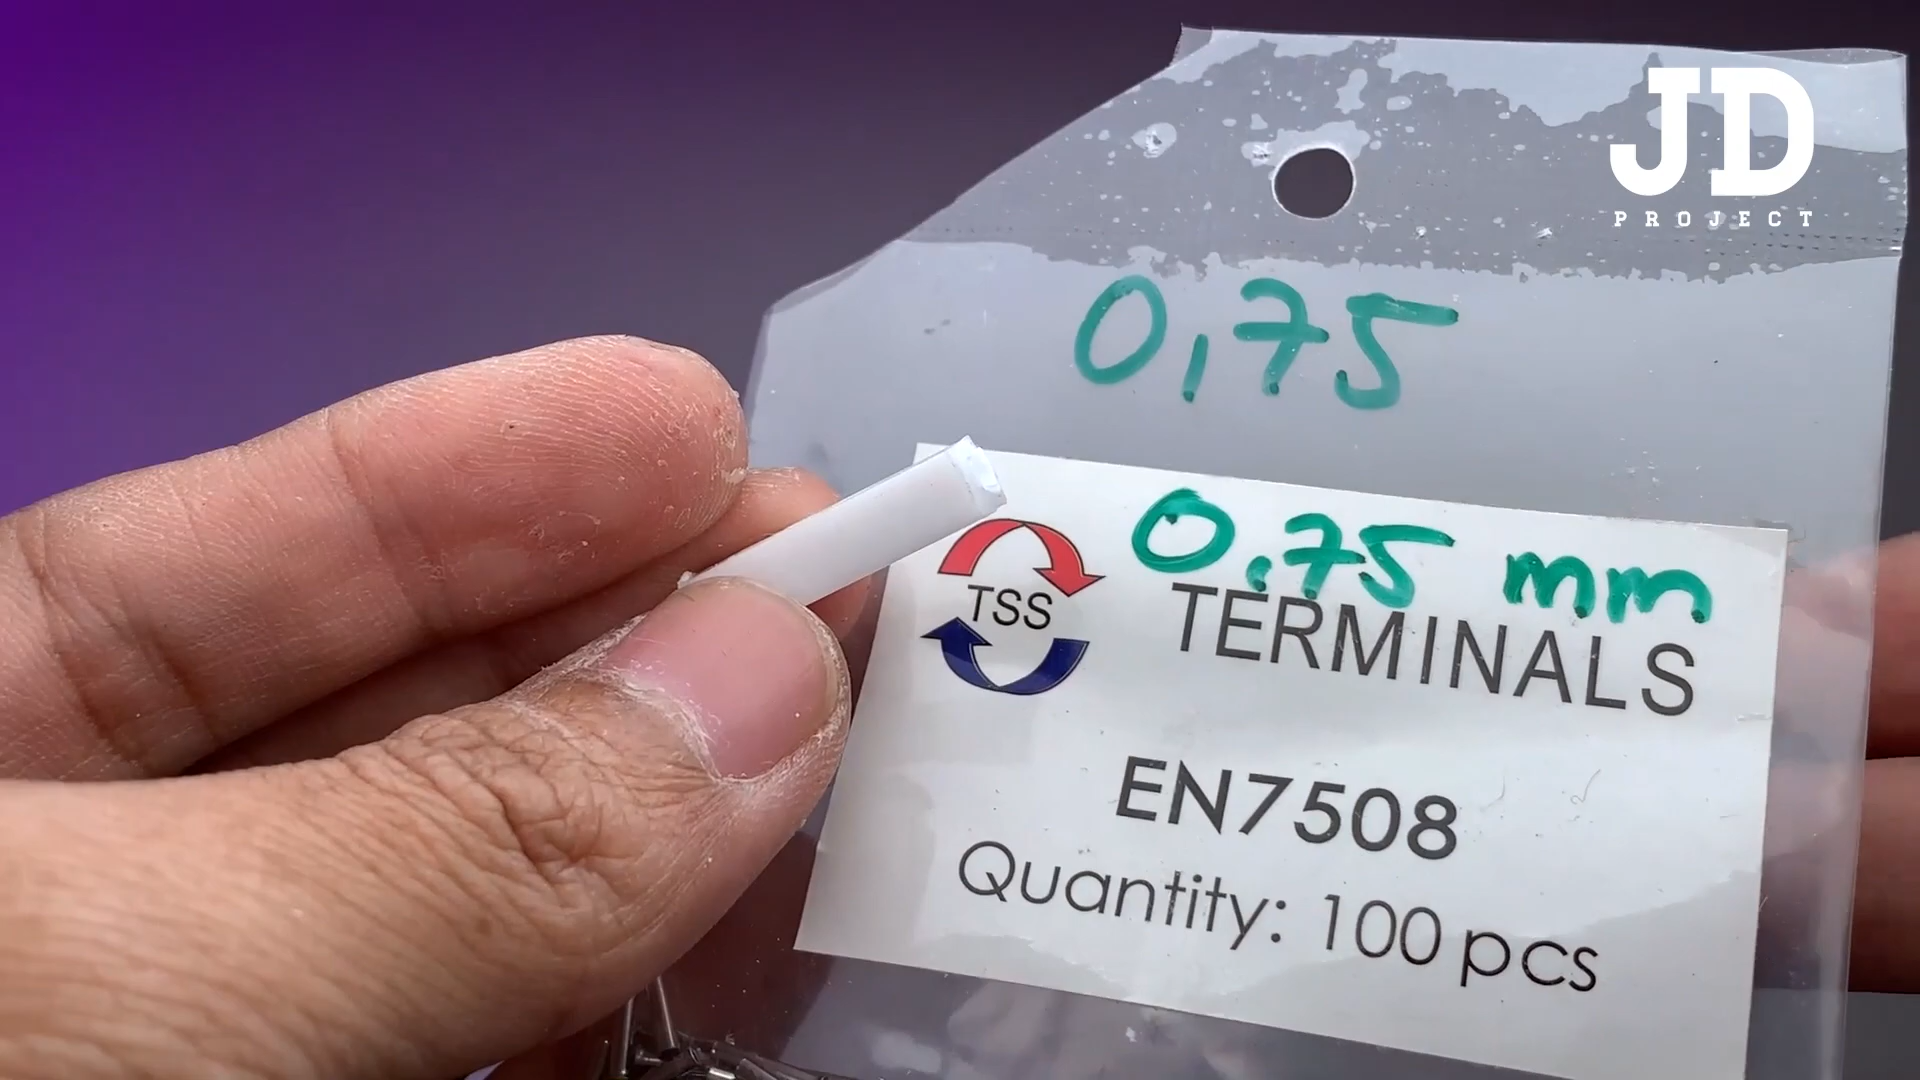 JD
PROJECT
0,75
0,75 mm
TSS
TERMINALS
EN7508
Quantity: 100 pcs